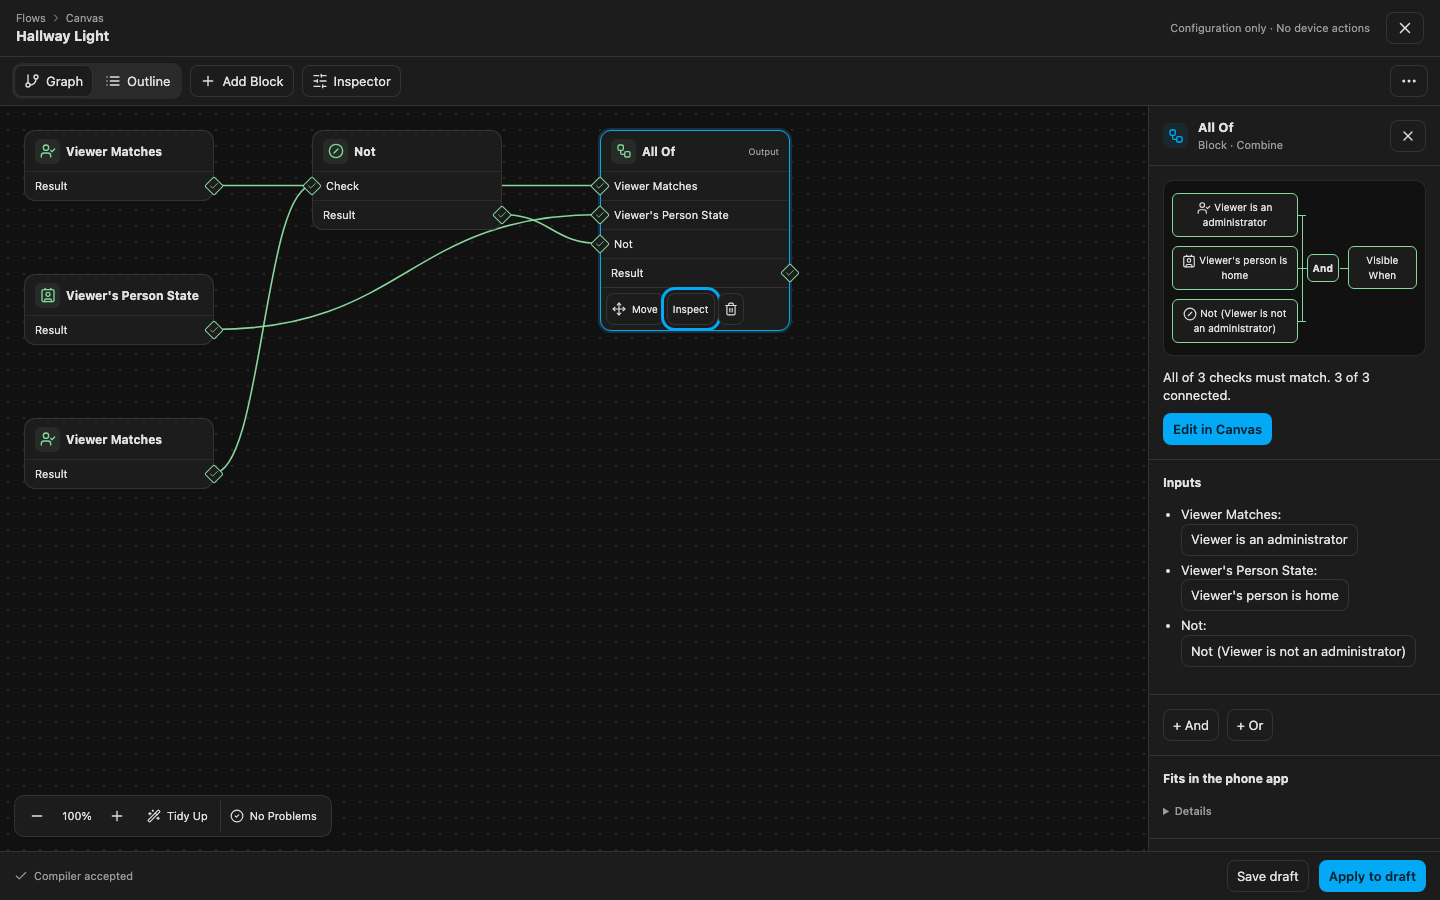 Flows > Canvas
Hallway Light
Configuration only · No device actions
Graph
Outline
Add Block
Inspector
Viewer Matches
Result
Not
Check
Result
All Of
Output
Viewer Matches
Viewer's Person State
Not
Result
Move
Inspect
Viewer's Person State
Result
Viewer Matches
Result
100%
Tidy Up
No Problems
All Of
Block · Combine
Viewer is an
administrator
Viewer's person is
home
Not (Viewer is not
an administrator)
And
Visible
When
All of 3 checks must match. 3 of 3
connected.
Edit in Canvas
Inputs
• Viewer Matches:
Viewer is an administrator
• Viewer's Person State:
Viewer's person is home
• Not:
Not (Viewer is not an administrator)
+ And
+ Or
Fits in the phone app
Details
Compiler accepted
Save draft
Apply to draft